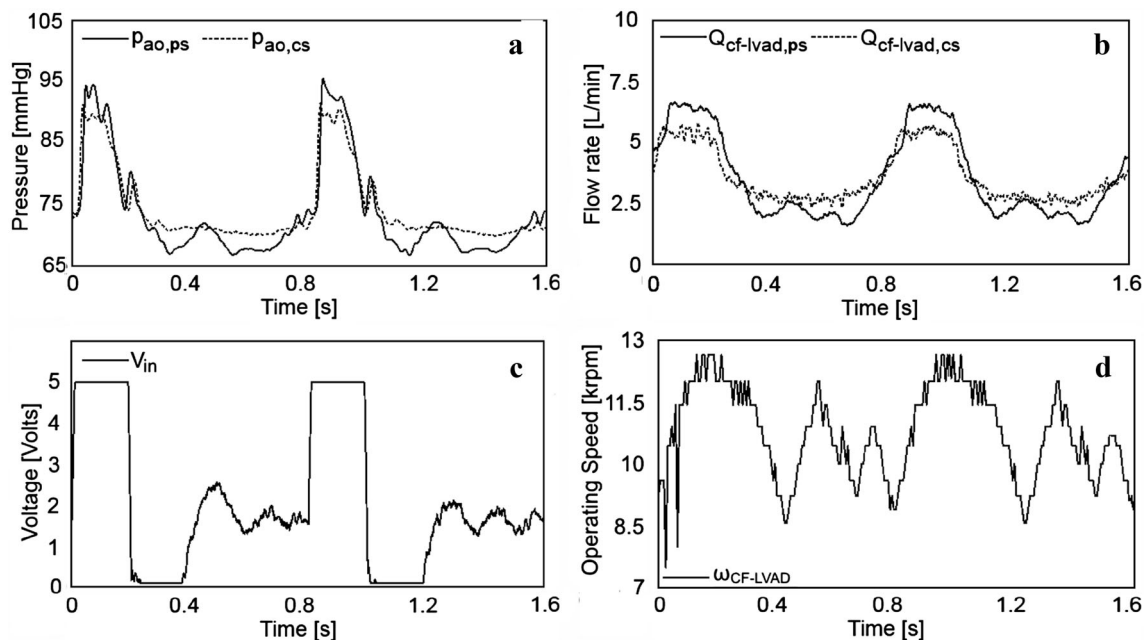 105
95
85
75
65
Pressure [mmHg]
p_ao,ps p_ao,cs
a
0.4 0.8 1.2 1.6
Time [s]
10
7.5
5
2.5
0
Flow rate [L/min]
Q_cf-lvad,ps Q_cf-lvad,cs
b
0 0.4 0.8 1.2 1.6
Time [s]
5
4
3
2
1
0
Voltage [Volts]
V_in
c
0 0.4 0.8 1.2 1.6
Time [s]
13
11.5
10
8.5
7
Operating Speed [krpm]
d
ω_CF-LVAD
0 0.4 0.8 1.2 1.6
Time [s]